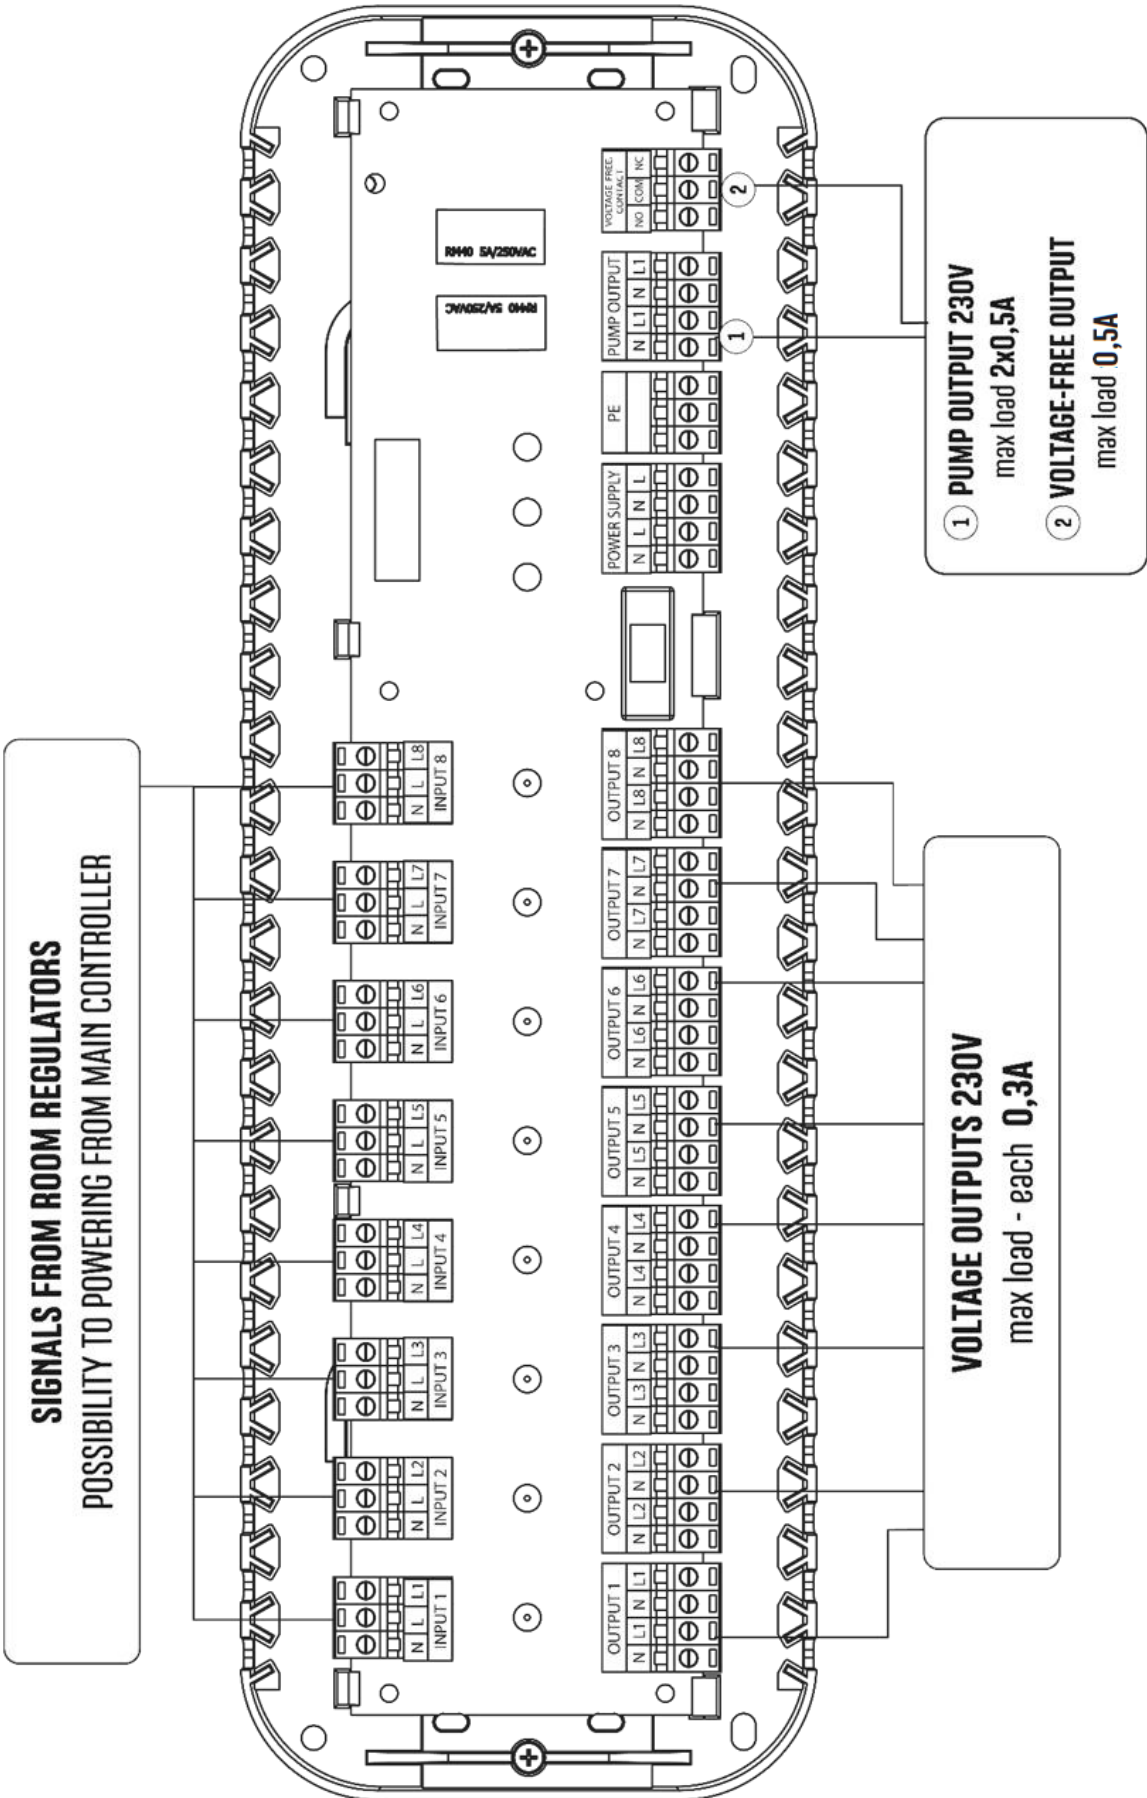 SIGNALS FROM ROOM REGULATORS
POSSIBILITY TO POWERING FROM MAIN CONTROLLER
N L L1
INPUT 1
N L L2
INPUT 2
N L L3
INPUT 3
N L L4
INPUT 4
N L L5
INPUT 5
N L L6
INPUT 6
N L L7
INPUT 7
N L L8
INPUT 8
RM40 5A/250VAC
RM40 5A/250VAC
OUTPUT 1
N L1 N L1
OUTPUT 2
N L2 N L2
OUTPUT 3
N L3 N L3
OUTPUT 4
N L4 N L4
OUTPUT 5
N L5 N L5
OUTPUT 6
N L6 N L6
OUTPUT 7
N L7 N L7
OUTPUT 8
N L8 N L8
POWER SUPPLY
N L N L
PE
PUMP OUTPUT
N L1 N L1
VOLTAGE FREE
CONTACT
NO COM NC
1
2
VOLTAGE OUTPUTS 230V
max load - each 0,3A
1 PUMP OUTPUT 230V
max load 2x0,5A
2 VOLTAGE-FREE OUTPUT
max load 0,5A